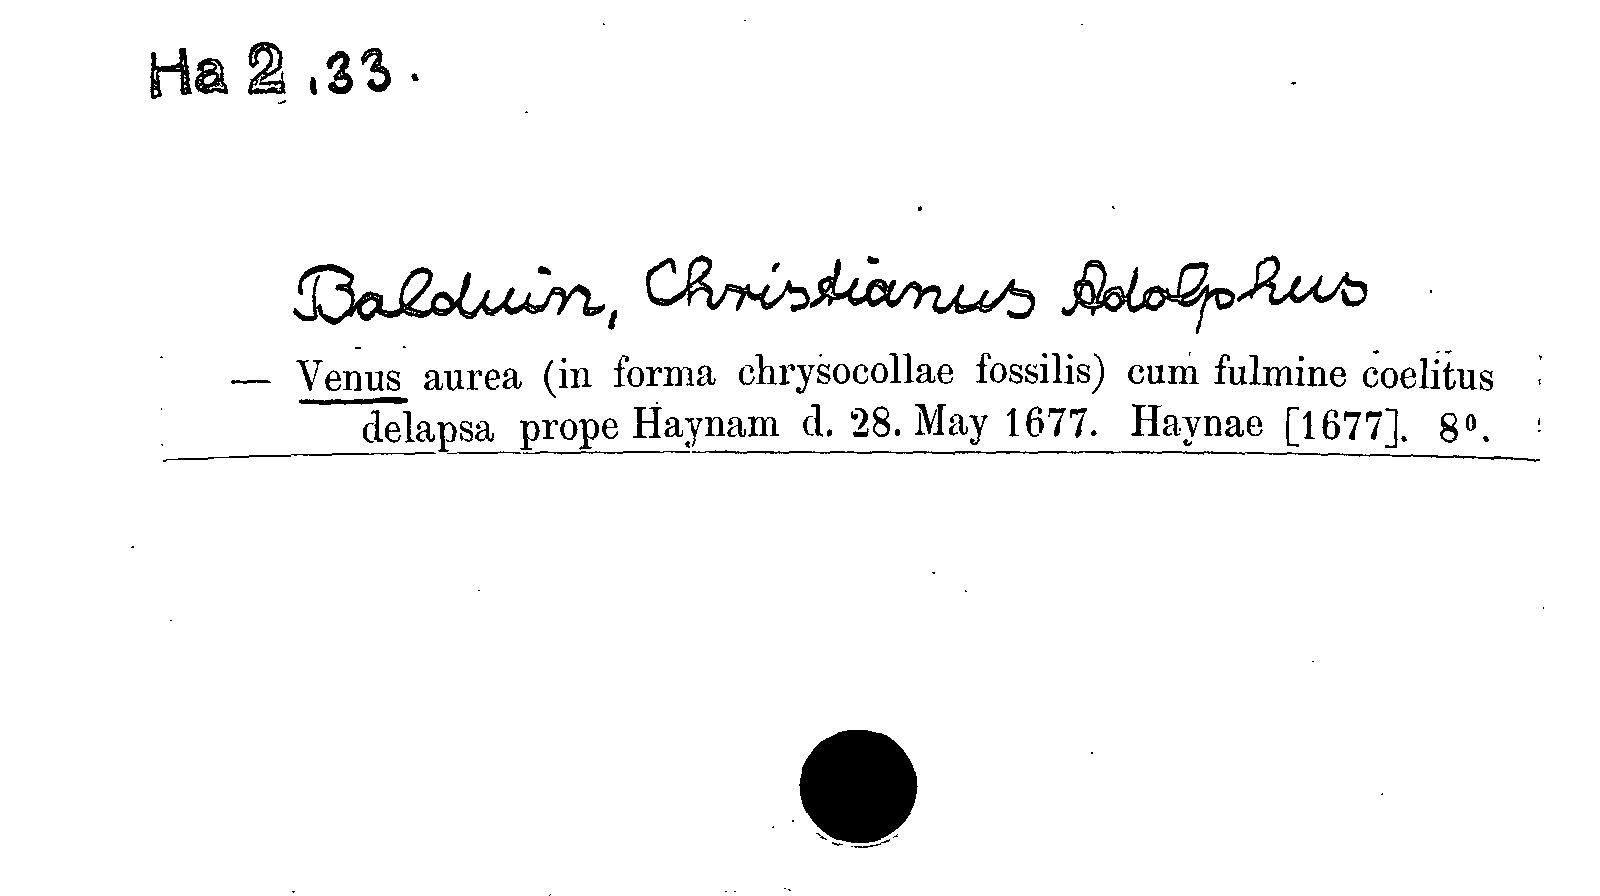 Ha 2.33.
Balduin, Christianus Adolphus
— Venus aurea (in forma chrysocollae fossilis) cum fulmine coelitus
delapsa prope Haynam d. 28. May 1677. Haynae [1677]. 8⁰.